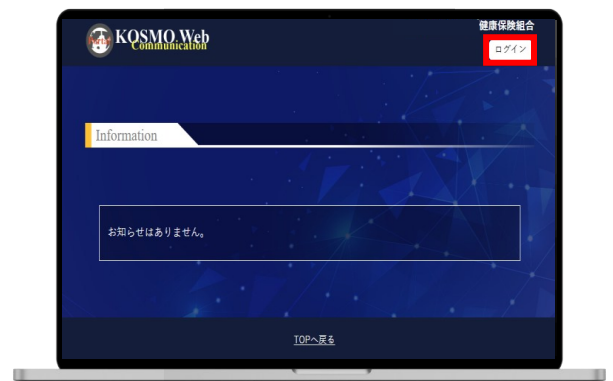 KOSMO Web
Communication
健康保険組合
ログイン
Information
お知らせはありません。
TOPへ戻る